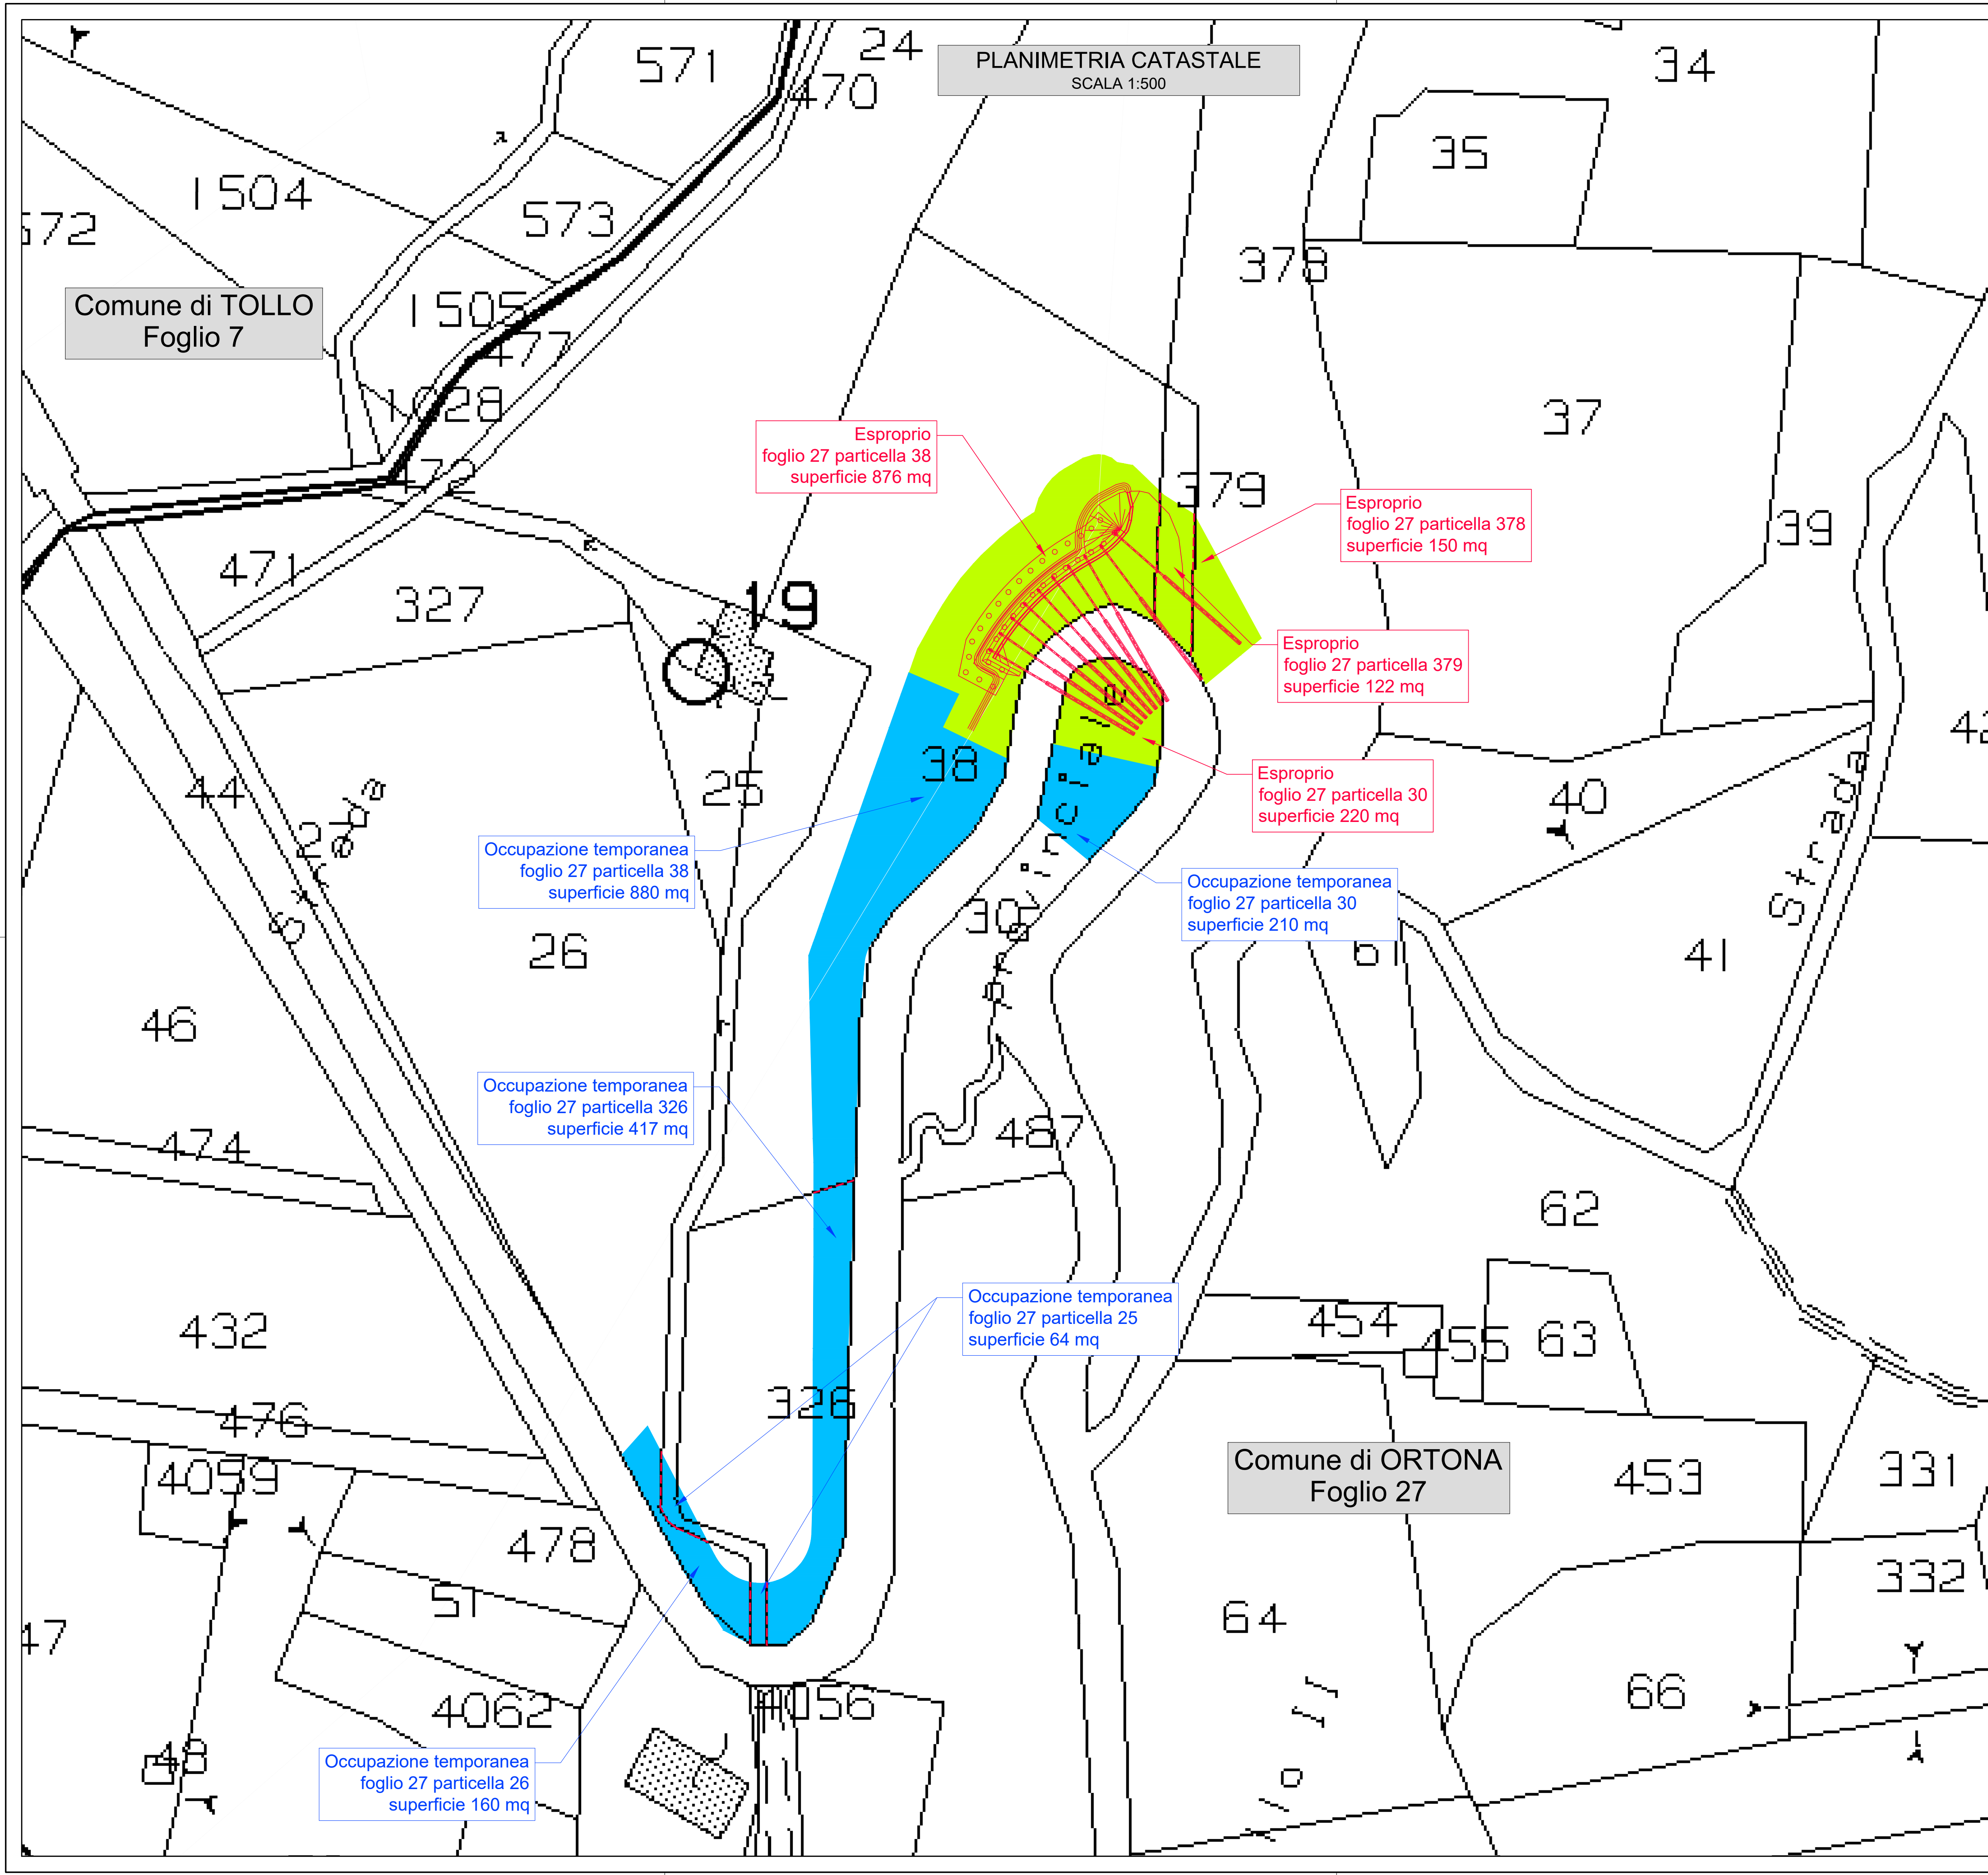 PLANIMETRIA CATASTALE
SCALA 1:500
24
571
470
34
35
1504
573
572
378
Comune di TOLLO
Foglio 7
1505
477
1028
37
Esproprio
foglio 27 particella 38
superficie 876 mq
472
379
Esproprio
foglio 27 particella 378
superficie 150 mq
39
471
327
19
Esproprio
foglio 27 particella 379
superficie 122 mq
38
44
25
Esproprio
foglio 27 particella 30
superficie 220 mq
40
27
Strada
provinciale
Strada
Occupazione temporanea
foglio 27 particella 38
superficie 880 mq
Occupazione temporanea
foglio 27 particella 30
superficie 210 mq
30
26
61
41
46
Occupazione temporanea
foglio 27 particella 326
superficie 417 mq
474
487
62
Occupazione temporanea
foglio 27 particella 25
superficie 64 mq
432
454
455
63
326
476
4059
Comune di ORTONA
Foglio 27
453
331
478
51
332
64
47
66
4062
4056
48
Occupazione temporanea
foglio 27 particella 26
superficie 160 mq